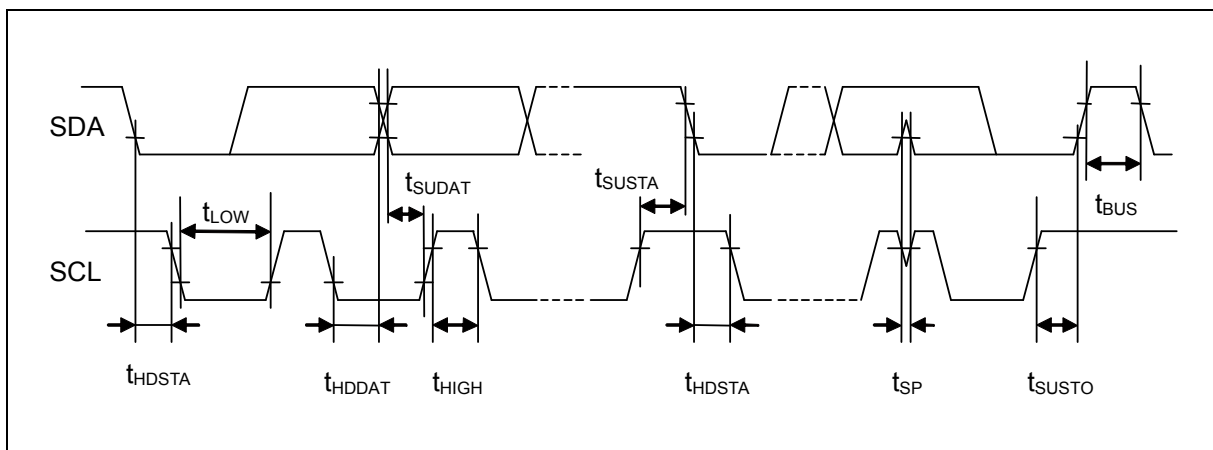 SDA
tSUDAT
tSUSTA
tBUS
tLOW
SCL
tHDSTA
tHDDAT
tHIGH
tHDSTA
tSP
tSUSTO